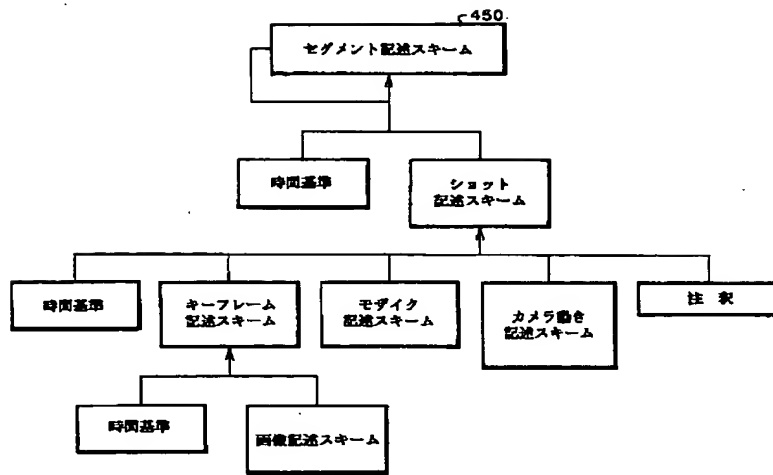 450
セグメント記述スキーム
時間基準
ショット
記述スキーム
時間基準
キーフレーム
記述スキーム
モザイク
記述スキーム
カメラ動き
記述スキーム
注 釈
時間基準
画像記述スキーム